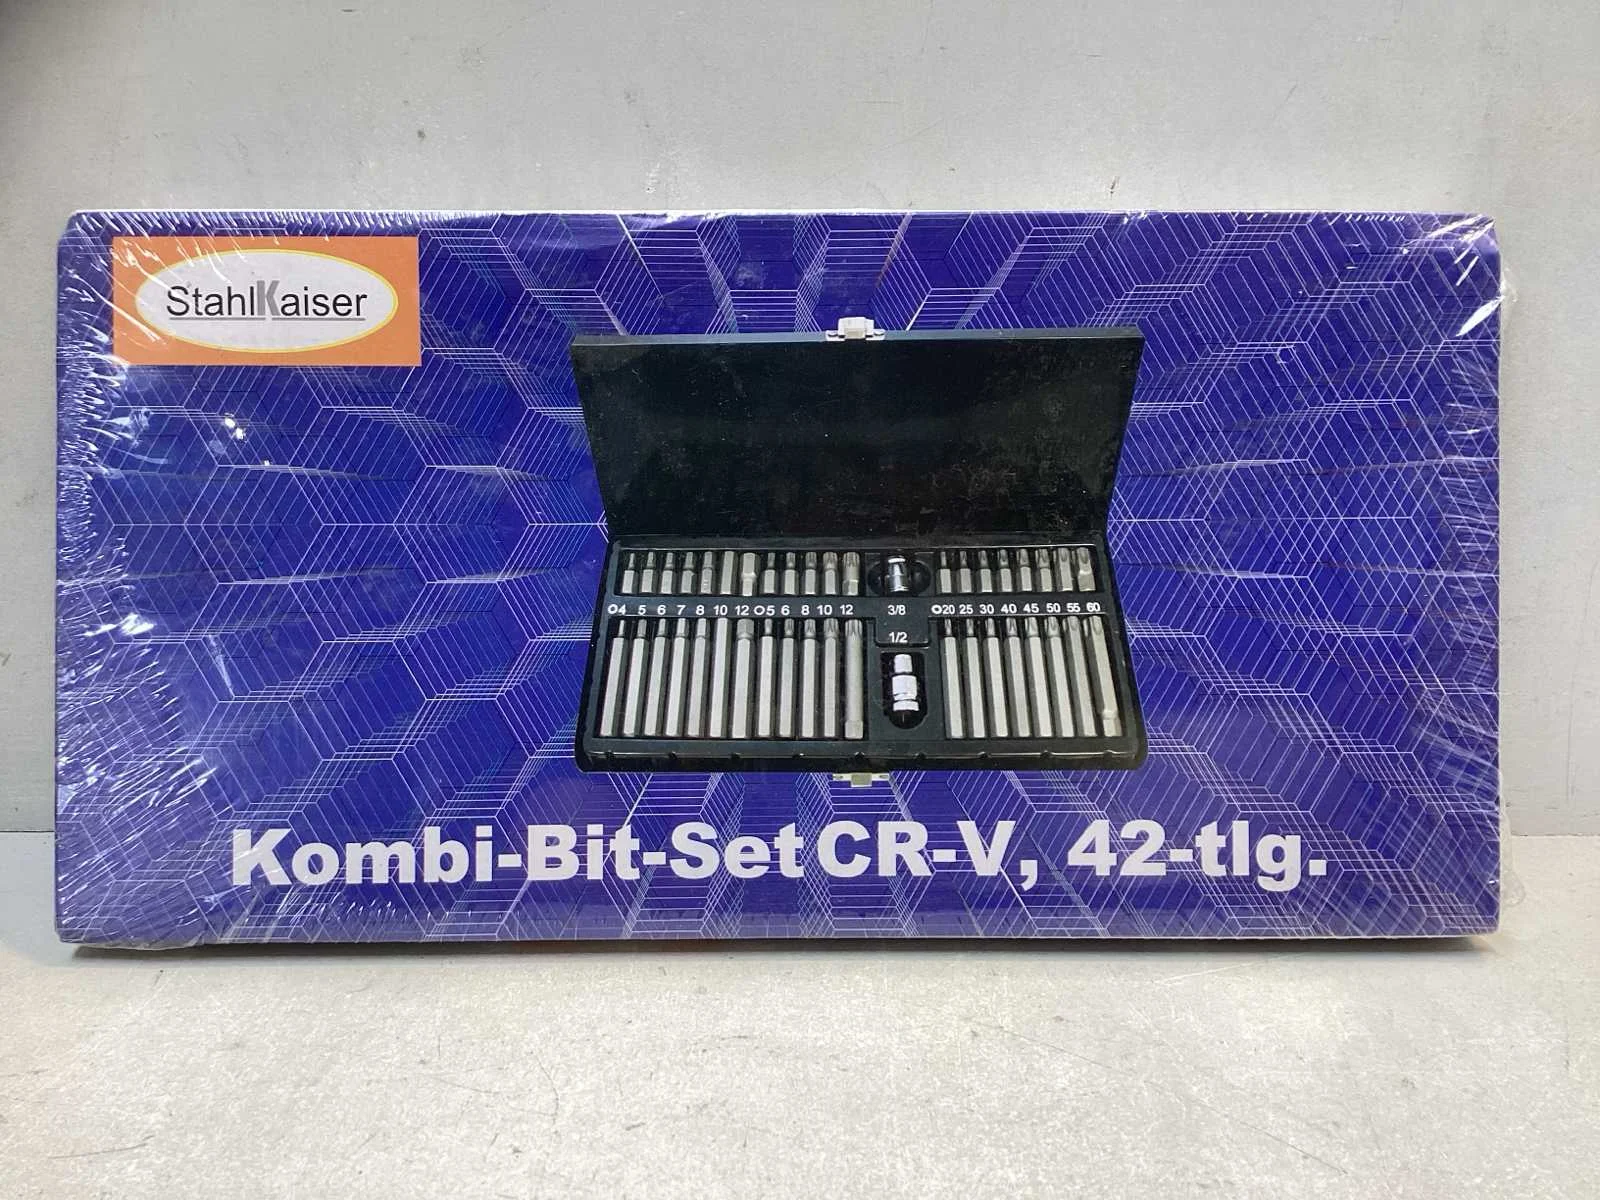 StahlKaiser
4 5 6 7 8 10 12 5 6 8 10 12 3/8 20 25 30 40 45 50 55 60
1/2
Kombi-Bit-Set CR-V, 42-tlg.